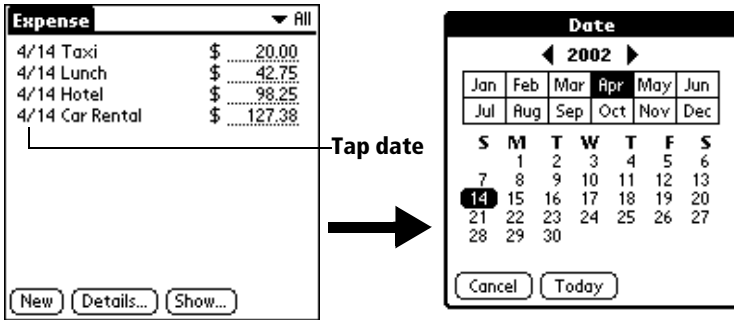 Expense ▼ All
4/14 Taxi $ 20.00
4/14 Lunch $ 42.75
4/14 Hotel $ 98.25
4/14 Car Rental $ 127.38
New Details... Show...
Tap date
Date
◀ 2002 ▶
Jan Feb Mar Apr May Jun
Jul Aug Sep Oct Nov Dec
S M T W T F S
1 2 3 4 5 6
7 8 9 10 11 12 13
14 15 16 17 18 19 20
21 22 23 24 25 26 27
28 29 30
Cancel Today